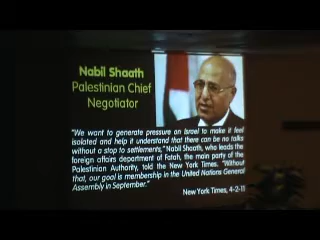 Nabil Shaath
Palestinian Chief
Negotiator
"We want to generate pressure on Israel to make it feel
isolated and help it understand that there can be no talks
without a stop to settlements," Nabil Shaath, who leads the
foreign affairs department of Fatah, the main party of the
Palestinian Authority, told the New York Times. "Without
that, our goal is membership in the United Nations General
Assembly in September."
New York Times, 4-2-11